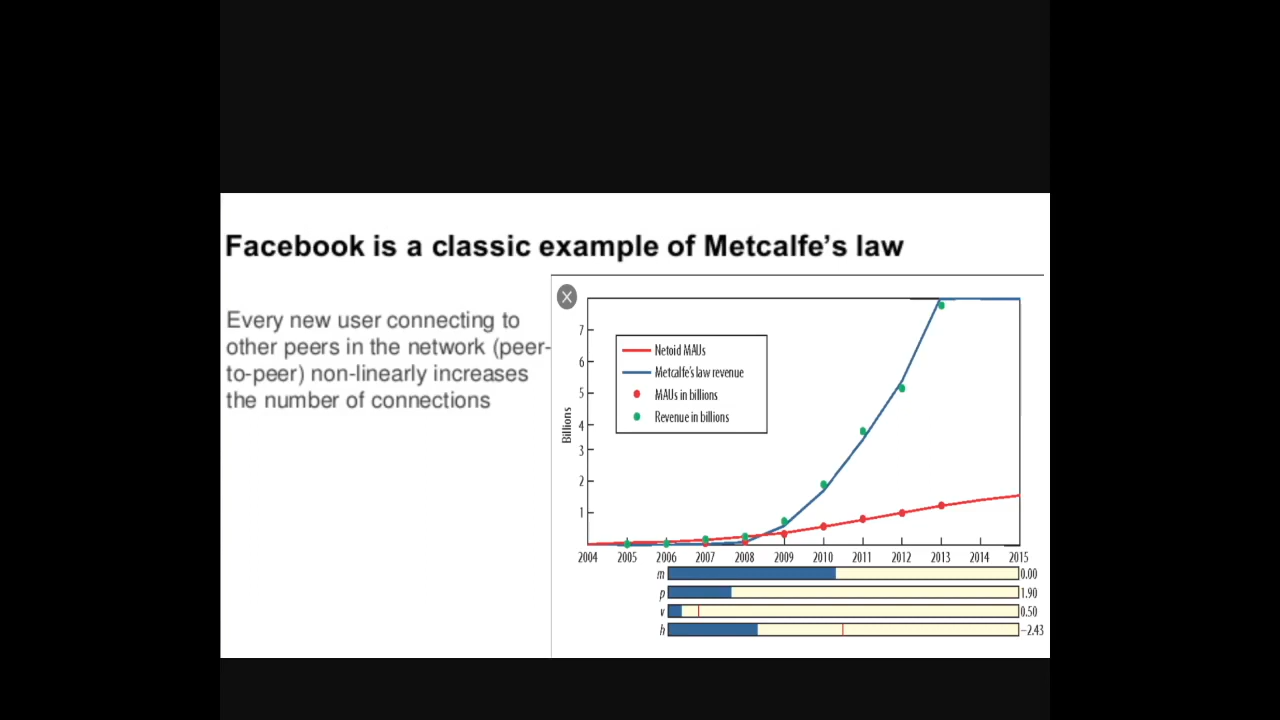 Facebook is a classic example of Metcalfe’s law
Every new user connecting to
other peers in the network (peer-
to-peer) non-linearly increases
the number of connections
X
Billions
7
6
5
4
3
2
1
Netoid MAUs
Metcalfe's law revenue
MAUs in billions
Revenue in billions
2004 2005 2006 2007 2008 2009 2010 2011 2012 2013 2014 2015
m 0.00
p 1.90
v 0.50
h −2.43